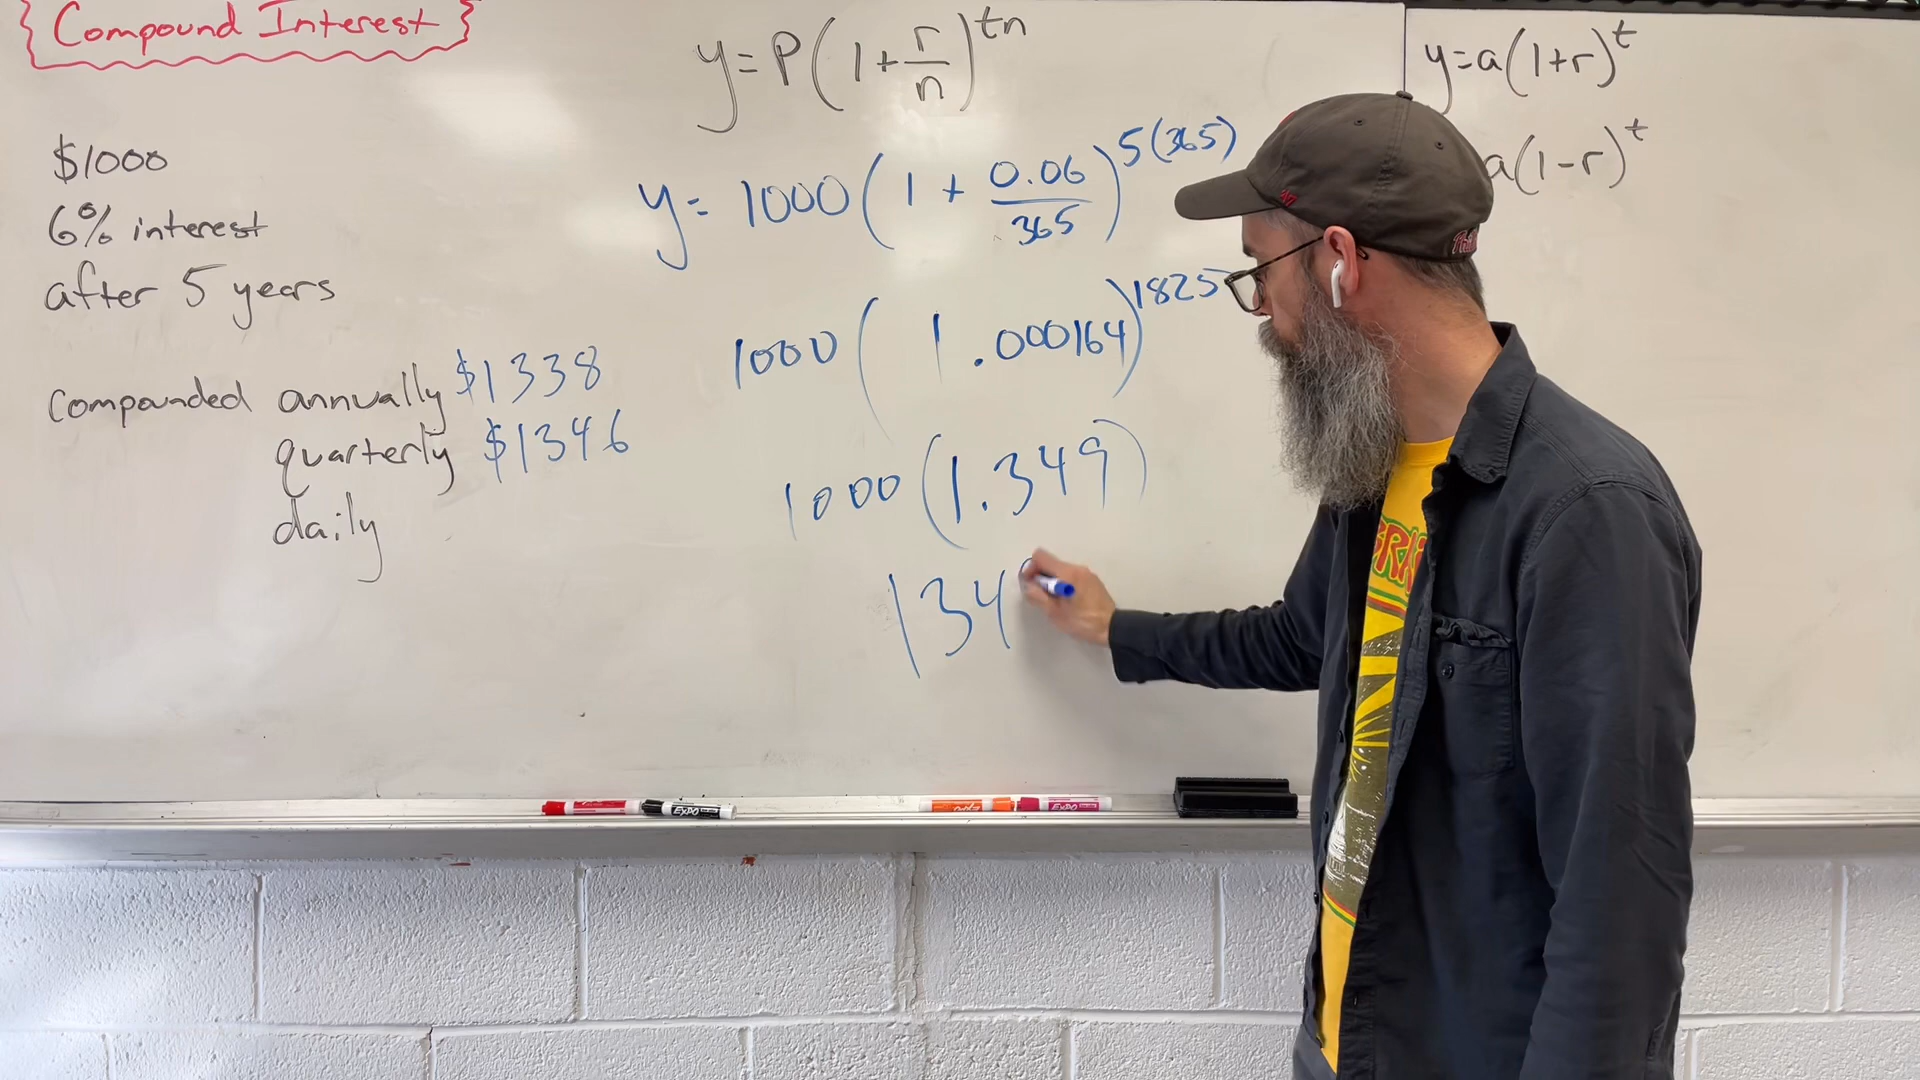 Compound Interest
y=P(1+r/n)^tn
y=a(1+r)^t
a(1-r)^t
$1000
6% interest
after 5 years
compounded annually $1338
quarterly $1346
daily
y= 1000(1 + 0.06/365)^5(365)
1000(1.000164)^1825
1000(1.349)
134
EXPO
EXPO